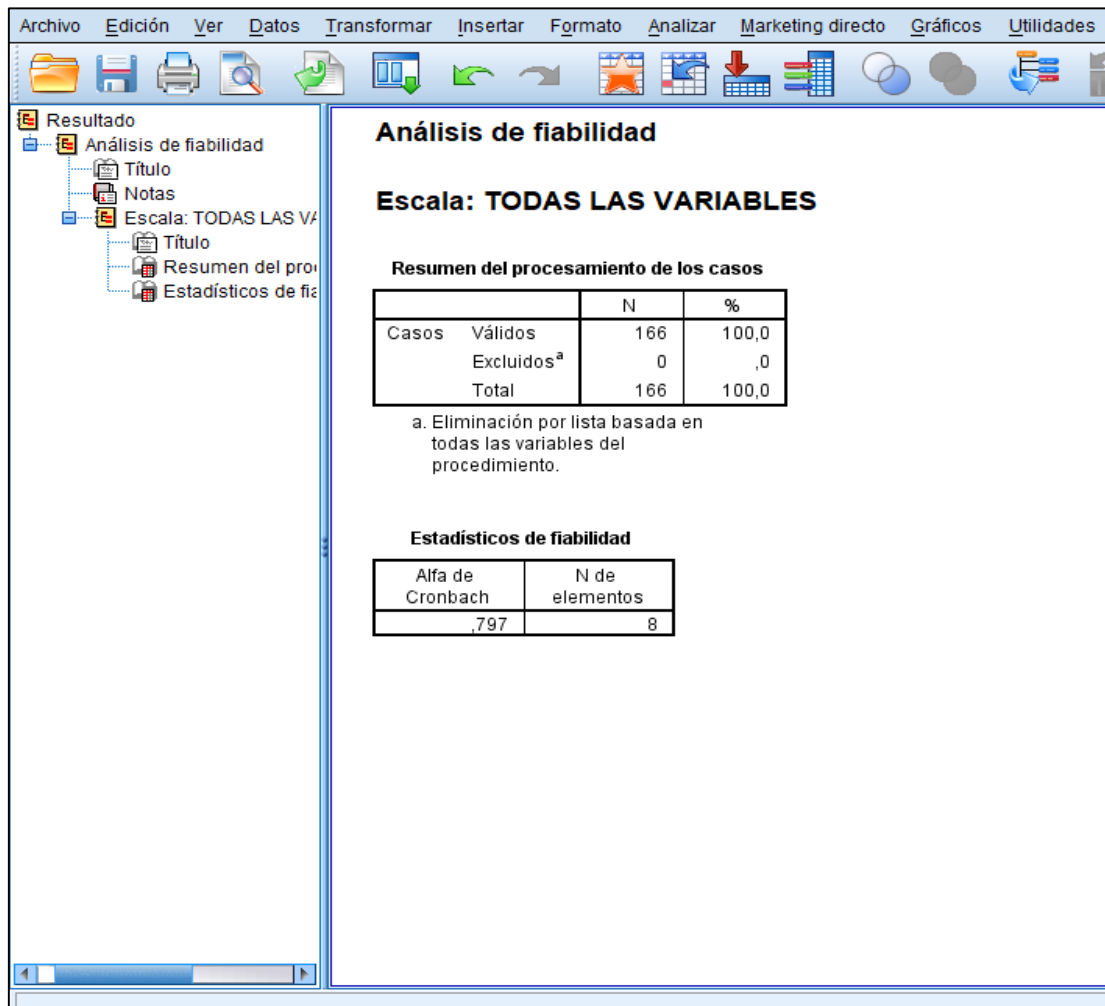 Archivo Edición Ver Datos Transformar Insertar Formato Analizar Marketing directo Gráficos Utilidades
Resultado
Análisis de fiabilidad
Título
Notas
Escala: TODAS LAS VA
Título
Resumen del pro
Estadísticos de fia
Análisis de fiabilidad
Escala: TODAS LAS VARIABLES
Resumen del procesamiento de los casos
N %
Casos Válidos 166 100,0
Excluidosa 0 ,0
Total 166 100,0
a. Eliminación por lista basada en
todas las variables del
procedimiento.
Estadísticos de fiabilidad
Alfa de N de
Cronbach elementos
,797 8